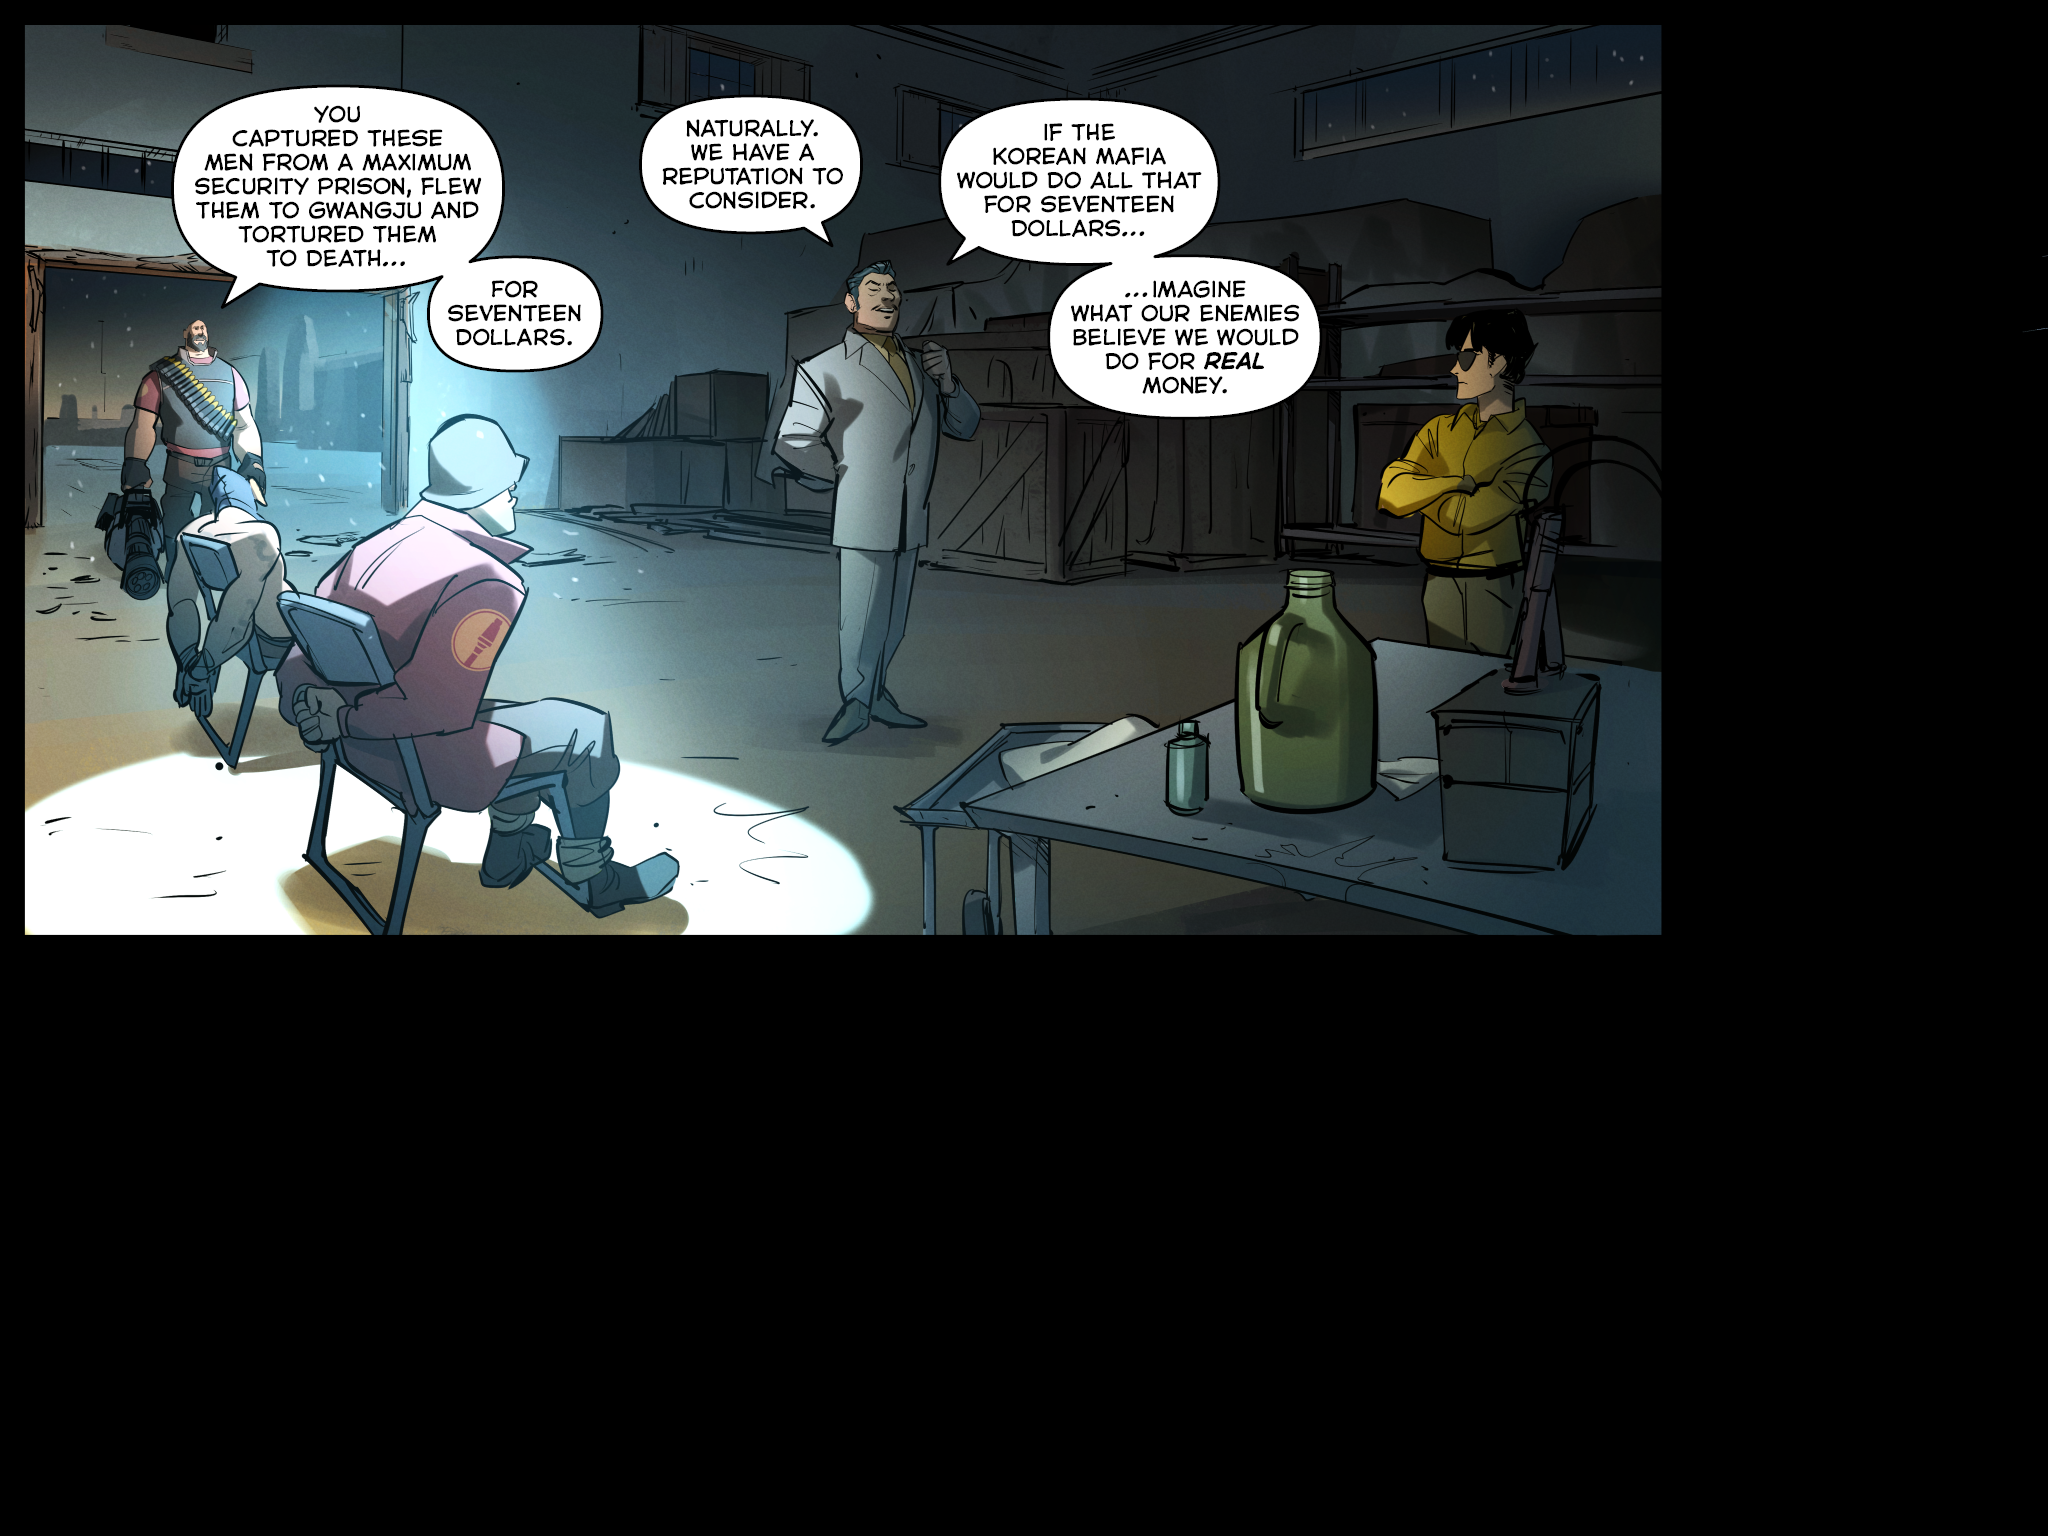 YOU
CAPTURED THESE
MEN FROM A MAXIMUM
SECURITY PRISON, FLEW
THEM TO GWANGJU AND
TORTURED THEM
TO DEATH...
FOR
SEVENTEEN
DOLLARS.
NATURALLY.
WE HAVE A
REPUTATION TO
CONSIDER.
IF THE
KOREAN MAFIA
WOULD DO ALL THAT
FOR SEVENTEEN
DOLLARS...
...IMAGINE
WHAT OUR ENEMIES
BELIEVE WE WOULD
DO FOR REAL
MONEY.